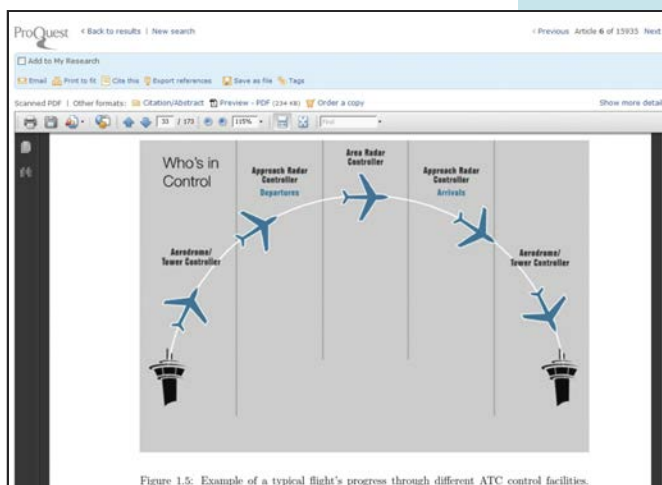 ProQuest < Back to results | New search < Previous Article 6 of 15935 Next
Add to My Research
Email Print to fit Cite this Export references Save as file Tags
Scanned PDF | Other formats: Citation/Abstract Preview - PDF (234 KB) Order a copy Show more detai
33 / 173 115% Find
Who's in
Control
Approach Radar
Controller
Departures
Area Radar
Controller
Approach Radar
Controller
Arrivals
Aerodrome/
Tower Controller
Aerodrome/
Tower Controller
Figure 1.5: Example of a typical flight's progress through different ATC control facilities.